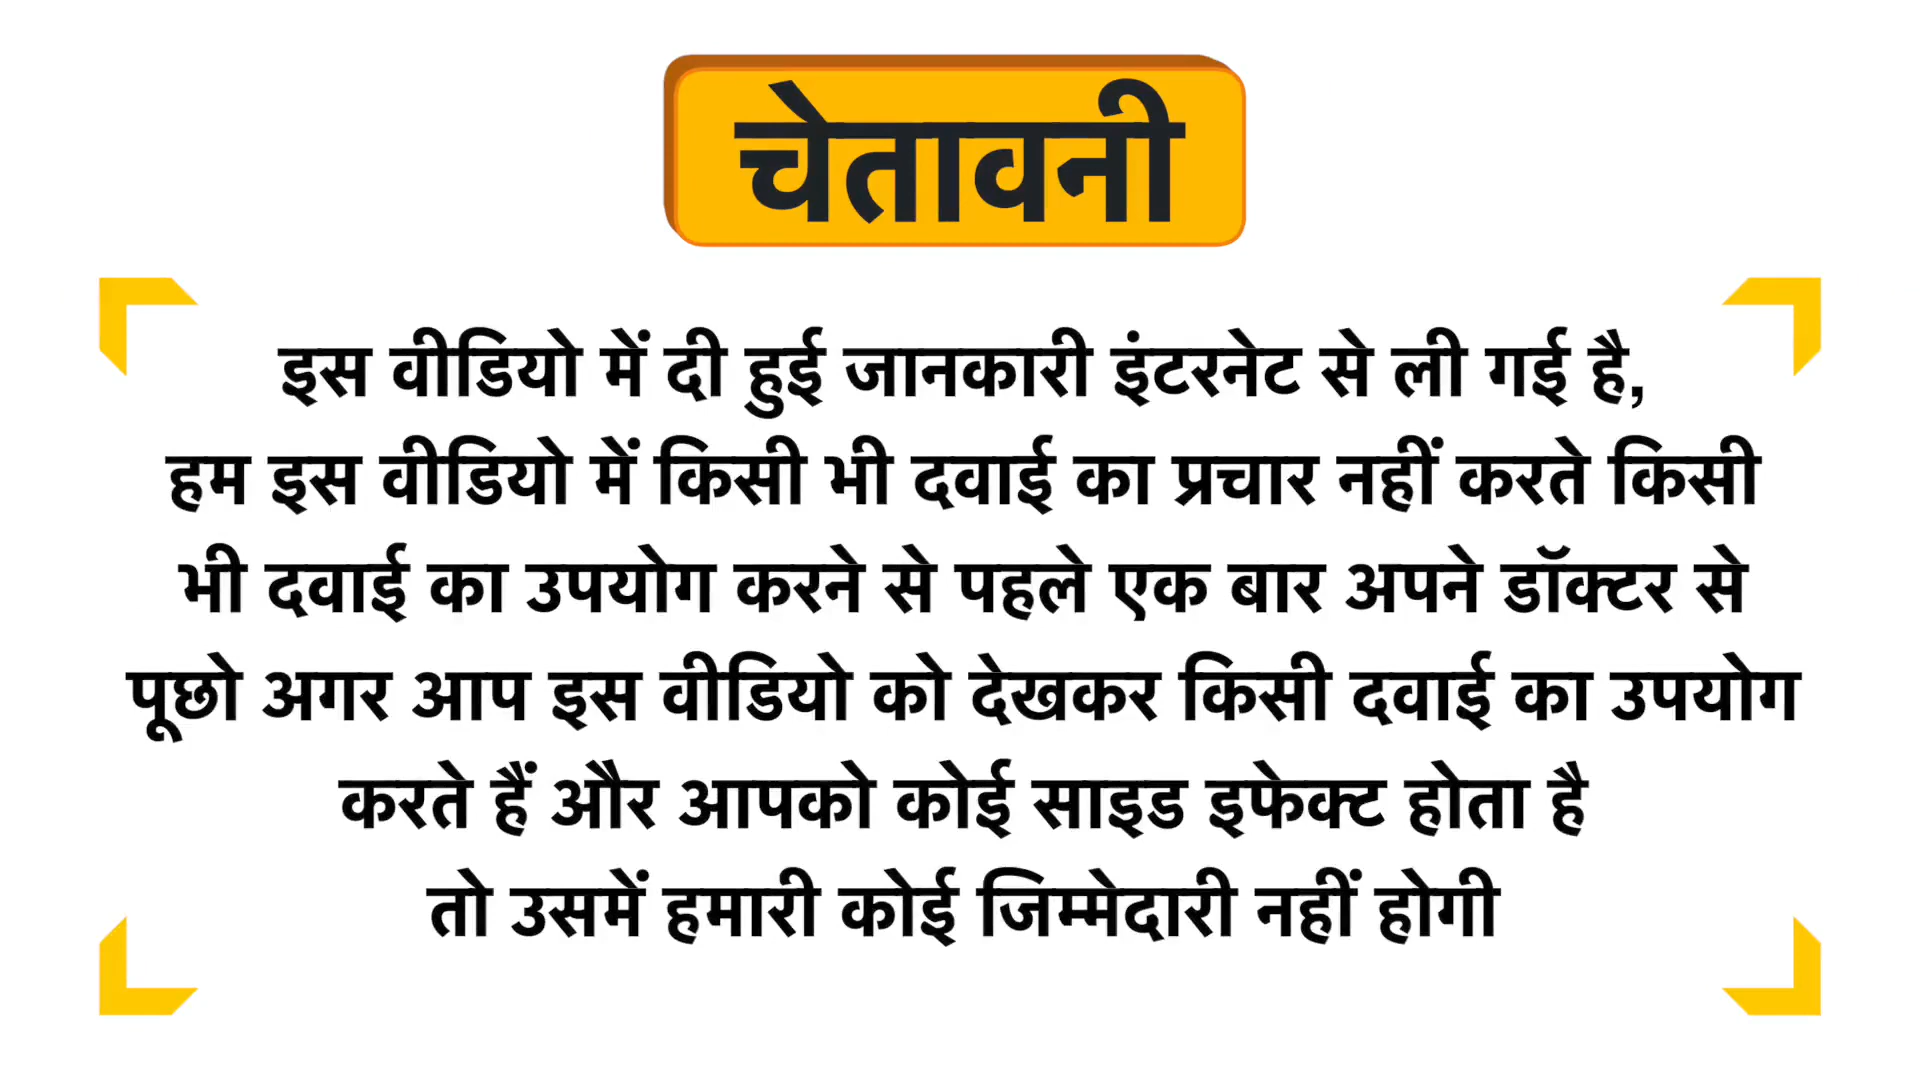 चेतावनी
इस वीडियो में दी हुई जानकारी इंटरनेट से ली गई है,
हम इस वीडियो में किसी भी दवाई का प्रचार नहीं करते किसी
भी दवाई का उपयोग करने से पहले एक बार अपने डॉक्टर से
पूछो अगर आप इस वीडियो को देखकर किसी दवाई का उपयोग
करते हैं और आपको कोई साइड इफेक्ट होता है
तो उसमें हमारी कोई जिम्मेदारी नहीं होगी